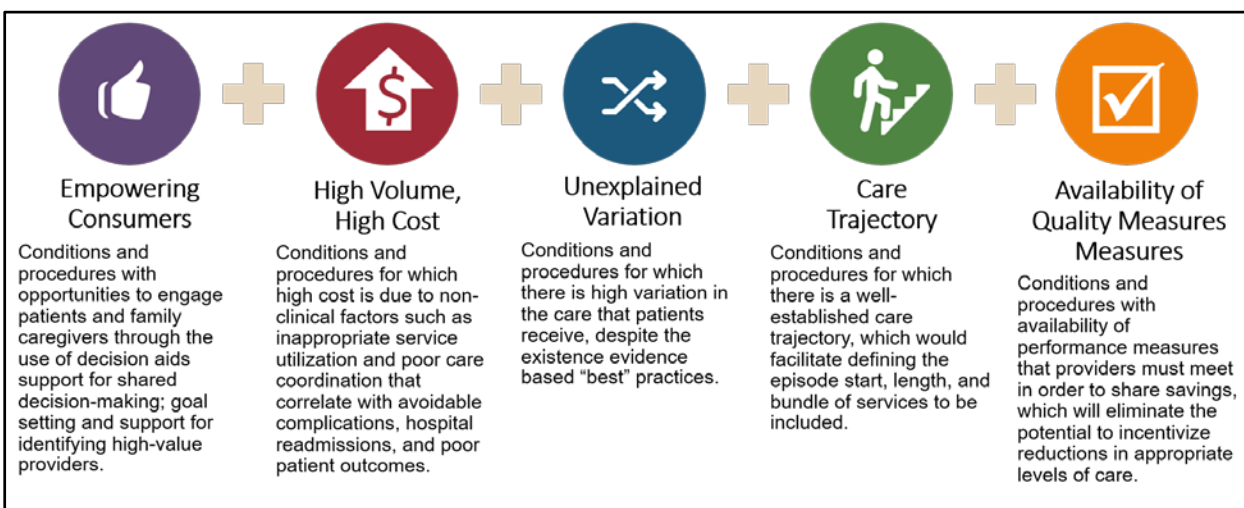 $
Empowering
Consumers
Conditions and
procedures with
opportunities to engage
patients and family
caregivers through the
use of decision aids
support for shared
decision-making; goal
setting and support for
identifying high-value
providers.
High Volume,
High Cost
Conditions and
procedures for which
high cost is due to non-
clinical factors such as
inappropriate service
utilization and poor care
coordination that
correlate with avoidable
complications, hospital
readmissions, and poor
patient outcomes.
Unexplained
Variation
Conditions and
procedures for which
there is high variation in
the care that patients
receive, despite the
existence evidence
based “best” practices.
Care
Trajectory
Conditions and
procedures for which
there is a well-
established care
trajectory, which would
facilitate defining the
episode start, length, and
bundle of services to be
included.
Availability of
Quality Measures
Measures
Conditions and
procedures with
availability of
performance measures
that providers must meet
in order to share savings,
which will eliminate the
potential to incentivize
reductions in appropriate
levels of care.